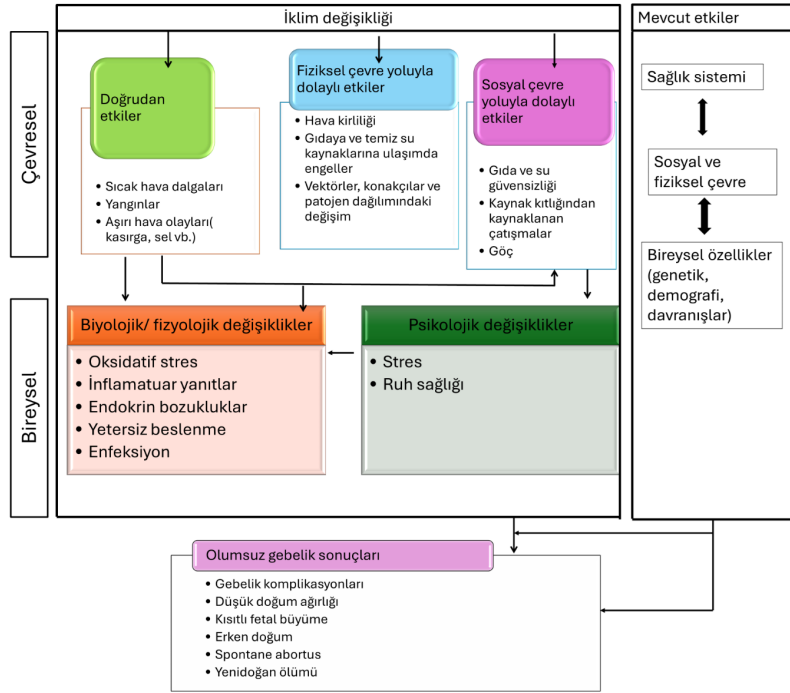 İklim değişikliği
Mevcut etkiler
Çevresel
Doğrudan
etkiler
• Sıcak hava dalgaları
• Yangınlar
• Aşırı hava olayları(
kasırga, sel vb.)
Fiziksel çevre yoluyla
dolaylı etkiler
• Hava kirliliği
• Gıdaya ve temiz su
kaynaklarına ulaşımda
engeller
• Vektörler, konakçılar ve
patojen dağılımındaki
değişim
Sosyal çevre
yoluyla dolaylı
etkiler
• Gıda ve su
güvensizliği
• Kaynak kıtlığından
kaynaklanan
çatışmalar
• Göç
Sağlık sistemi
Sosyal ve
fiziksel çevre
Bireysel özellikler
(genetik,
demografi,
davranışlar)
Bireysel
Biyolojik/ fizyolojik değişiklikler
• Oksidatif stres
• İnflamatuar yanıtlar
• Endokrin bozukluklar
• Yetersiz beslenme
• Enfeksiyon
Psikolojik değişiklikler
• Stres
• Ruh sağlığı
Olumsuz gebelik sonuçları
• Gebelik komplikasyonları
• Düşük doğum ağırlığı
• Kısıtlı fetal büyüme
• Erken doğum
• Spontane abortus
• Yenidoğan ölümü